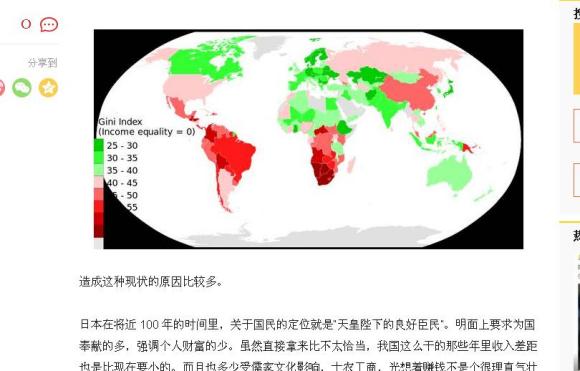 0
分享到
Gini Index
(Income equality = 0)
25 - 30
30 - 35
35 - 40
40 - 45
- 50
55
造成这种现状的原因比较多。
日本在将近 100 年的时间里，关于国民的定位就是“天皇陛下的良好臣民”。明面上要求为国
奉献的多，强调个人财富的少。虽然直接拿来比不太恰当，我国这么干的那些年里收入差距
也是比现在要小的。而且也多少受儒家文化影响，士农工商，光想着赚钱不是个很理直气壮